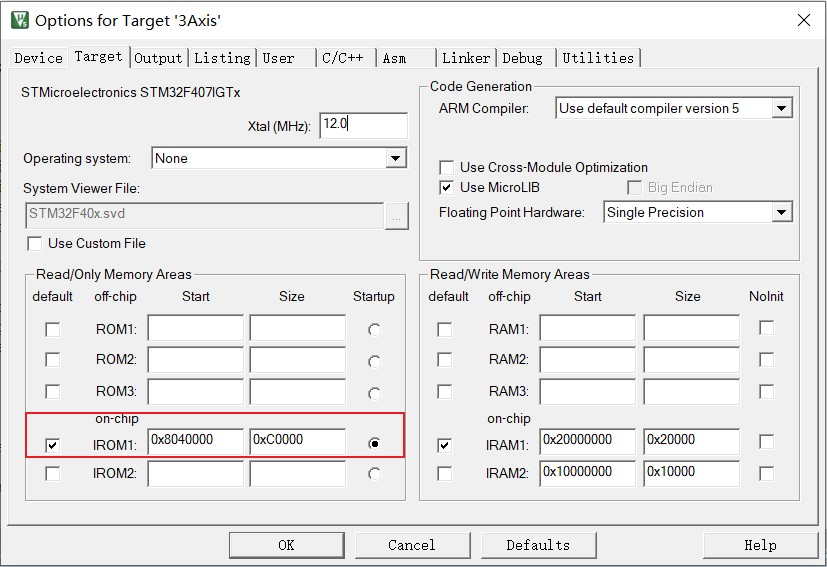 Options for Target '3Axis'
Device Target Output Listing User C/C++ Asm Linker Debug Utilities
STMicroelectronics STM32F407IGTx
Xtal (MHz): 12.0
Operating system: None
System Viewer File:
STM32F40x.svd ...
Use Custom File
Code Generation
ARM Compiler: Use default compiler version 5
Use Cross-Module Optimization
Use MicroLIB Big Endian
Floating Point Hardware: Single Precision
Read/Only Memory Areas
default off-chip Start Size Startup
ROM1:
ROM2:
ROM3:
on-chip
IROM1: 0x8040000 0xC0000
IROM2:
Read/Write Memory Areas
default off-chip Start Size NoInit
RAM1:
RAM2:
RAM3:
on-chip
IRAM1: 0x20000000 0x20000
IRAM2: 0x10000000 0x10000
OK Cancel Defaults Help